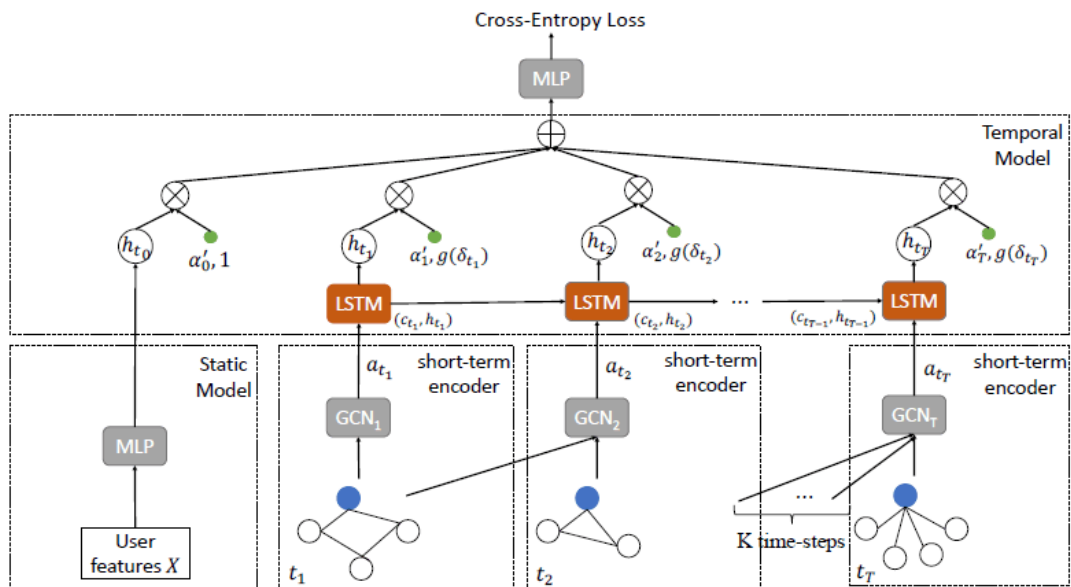 Cross-Entropy Loss
MLP
Temporal
Model
h_{t_0}
α′_0, 1
h_{t_1}
α′_1, g(δ_{t_1})
h_{t_2}
α′_2, g(δ_{t_2})
h_{t_T}
α′_T, g(δ_{t_T})
LSTM
(c_{t_1}, h_{t_1})
LSTM
(c_{t_2}, h_{t_2})
...
(c_{t_{T-1}}, h_{t_{T-1}})
LSTM
Static
Model
MLP
User
features X
short-term
encoder
a_{t_1}
GCN_1
t_1
short-term
encoder
a_{t_2}
GCN_2
t_2
short-term
encoder
a_{t_T}
GCN_T
...
K time-steps
t_T